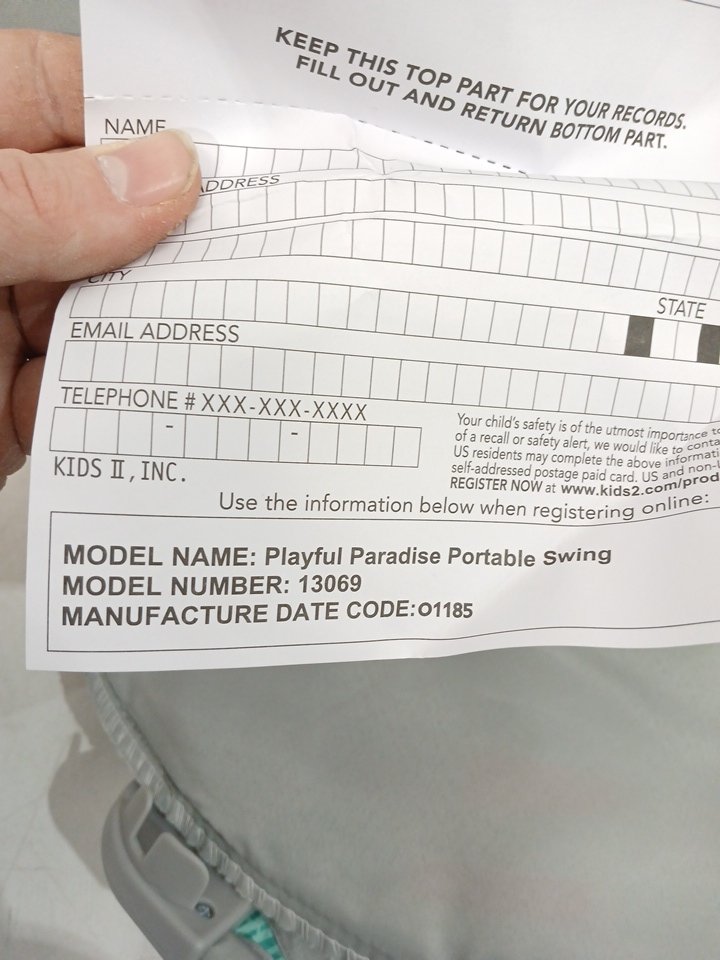 KEEP THIS TOP PART FOR YOUR RECORDS.
FILL OUT AND RETURN BOTTOM PART.
NAME
ADDRESS
CITY
STATE
EMAIL ADDRESS
TELEPHONE # XXX-XXX-XXXX
- -
KIDS II, INC.
Your child's safety is of the utmost importance
of a recall or safety alert, we would like to
US residents may complete the above
self-addressed postage paid card. US and
REGISTER NOW at www.kids2.com/prod
Use the information below when registering online:
MODEL NAME: Playful Paradise Portable Swing
MODEL NUMBER: 13069
MANUFACTURE DATE CODE:O1185